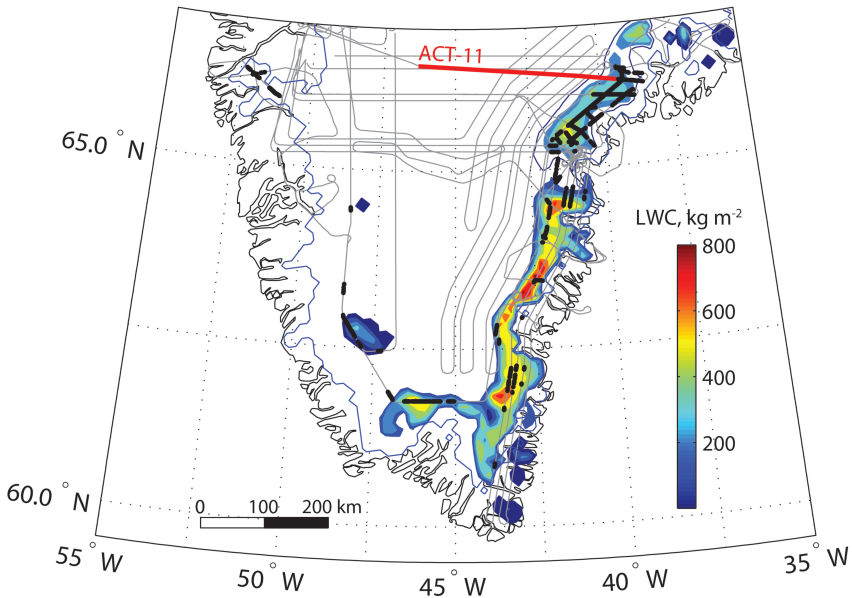 ACT-11
65.0 ° N
LWC, kg m-2
800
600
400
200
60.0 ° N
0 100 200 km
55 ° W
50 ° W
45 ° W
40 ° W
35 ° W